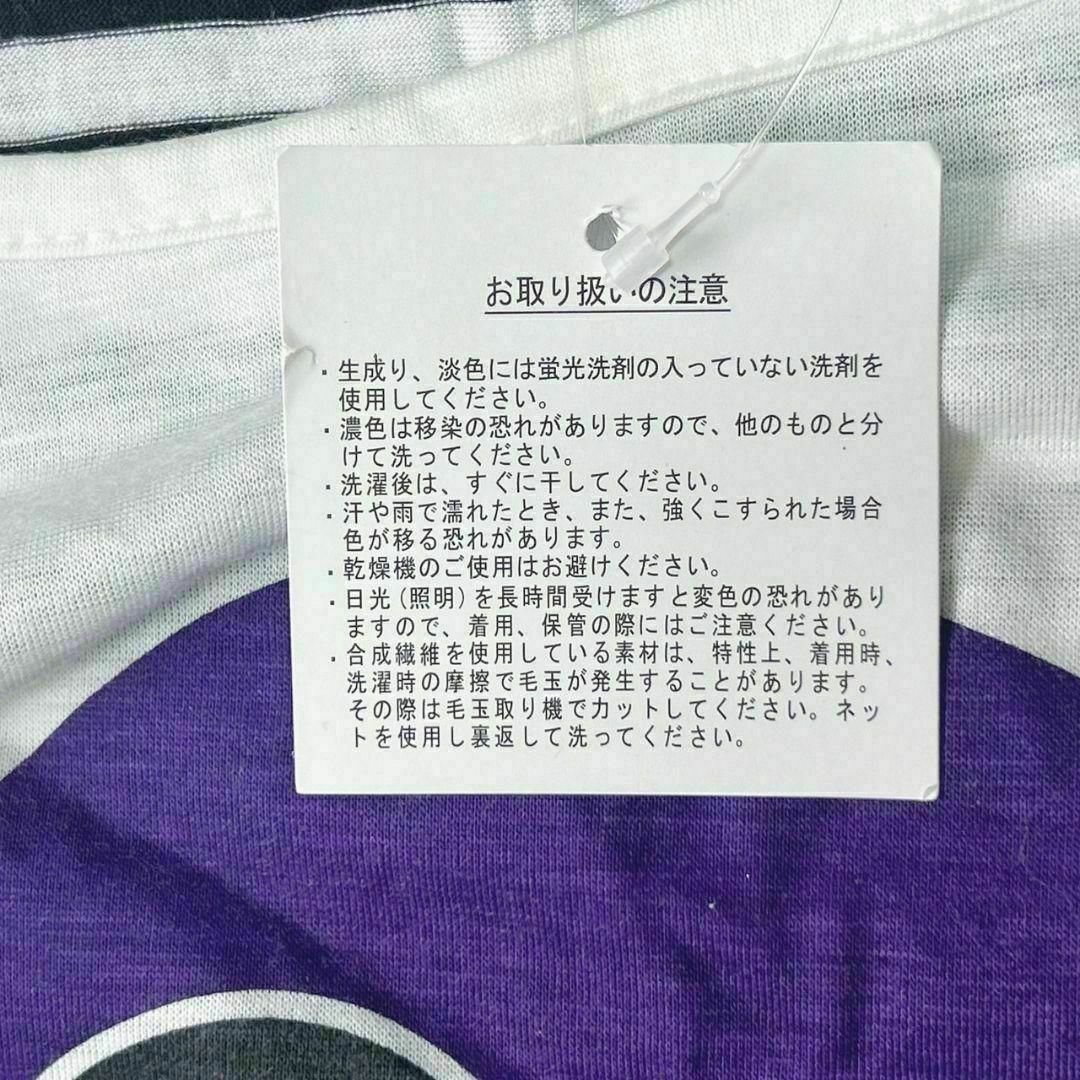 お取り扱いの注意
・生成り、淡色には蛍光洗剤の入っていない洗剤を
使用してください。
・濃色は移染の恐れがありますので、他のものと分
けて洗ってください。
・洗濯後は、すぐに干してください。
・汗や雨で濡れたとき、また、強くこすられた場合
色が移る恐れがあります。
・乾燥機のご使用はお避けください。
・日光(照明)を長時間受けますと変色の恐れがあり
ますので、着用、保管の際にはご注意ください。
・合成繊維を使用している素材は、特性上、着用時、
洗濯時の摩擦で毛玉が発生することがあります。
その際は毛玉取り機でカットしてください。ネッ
トを使用し裏返して洗ってください。